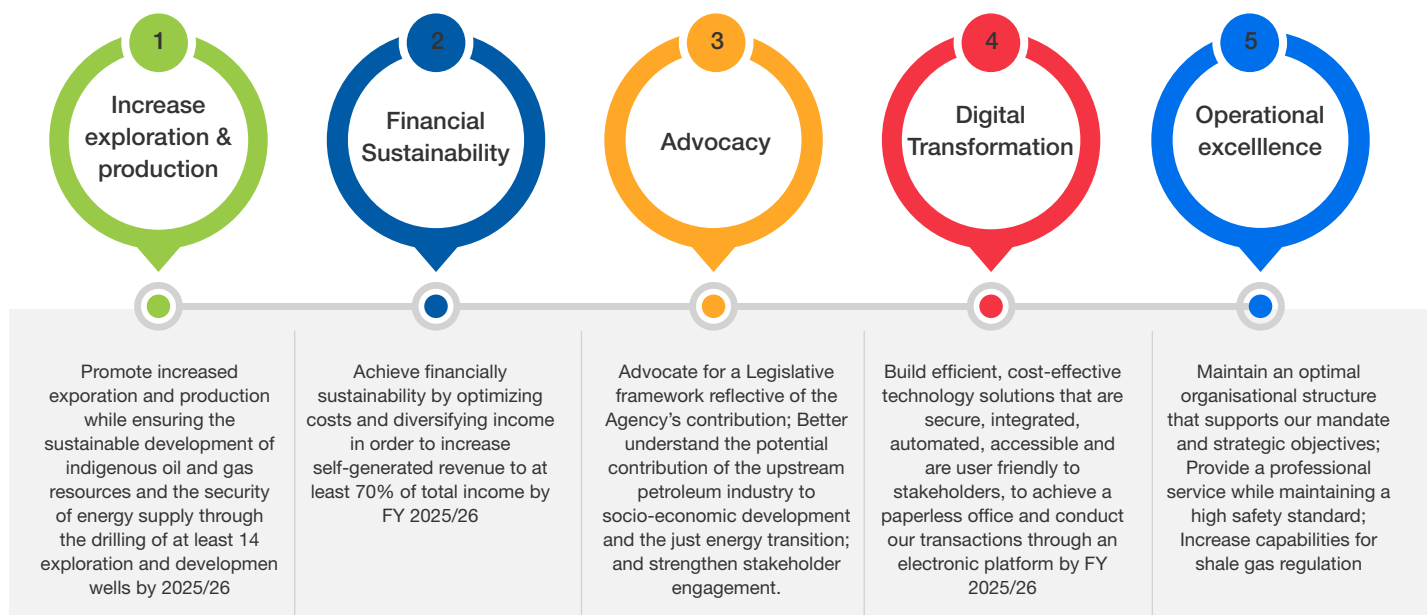 1
Increase
exploration &
production
2
Financial
Sustainability
3
Advocacy
4
Digital
Transformation
5
Operational
excelllence
Promote increased
exporation and production
while ensuring the
sustainable development of
indigenous oil and gas
resources and the security
of energy supply through
the drilling of at least 14
exploration and developmen
wells by 2025/26
Achieve financially
sustainability by optimizing
costs and diversifying income
in order to increase
self-generated revenue to at
least 70% of total income by
FY 2025/26
Advocate for a Legislative
framework reflective of the
Agency’s contribution; Better
understand the potential
contribution of the upstream
petroleum industry to
socio-economic development
and the just energy transition;
and strengthen stakeholder
engagement.
Build efficient, cost-effective
technology solutions that are
secure, integrated,
automated, accessible and
are user friendly to
stakeholders, to achieve a
paperless office and conduct
our transactions through an
electronic platform by FY
2025/26
Maintain an optimal
organisational structure
that supports our mandate
and strategic objectives;
Provide a professional
service while maintaining a
high safety standard;
Increase capabilities for
shale gas regulation